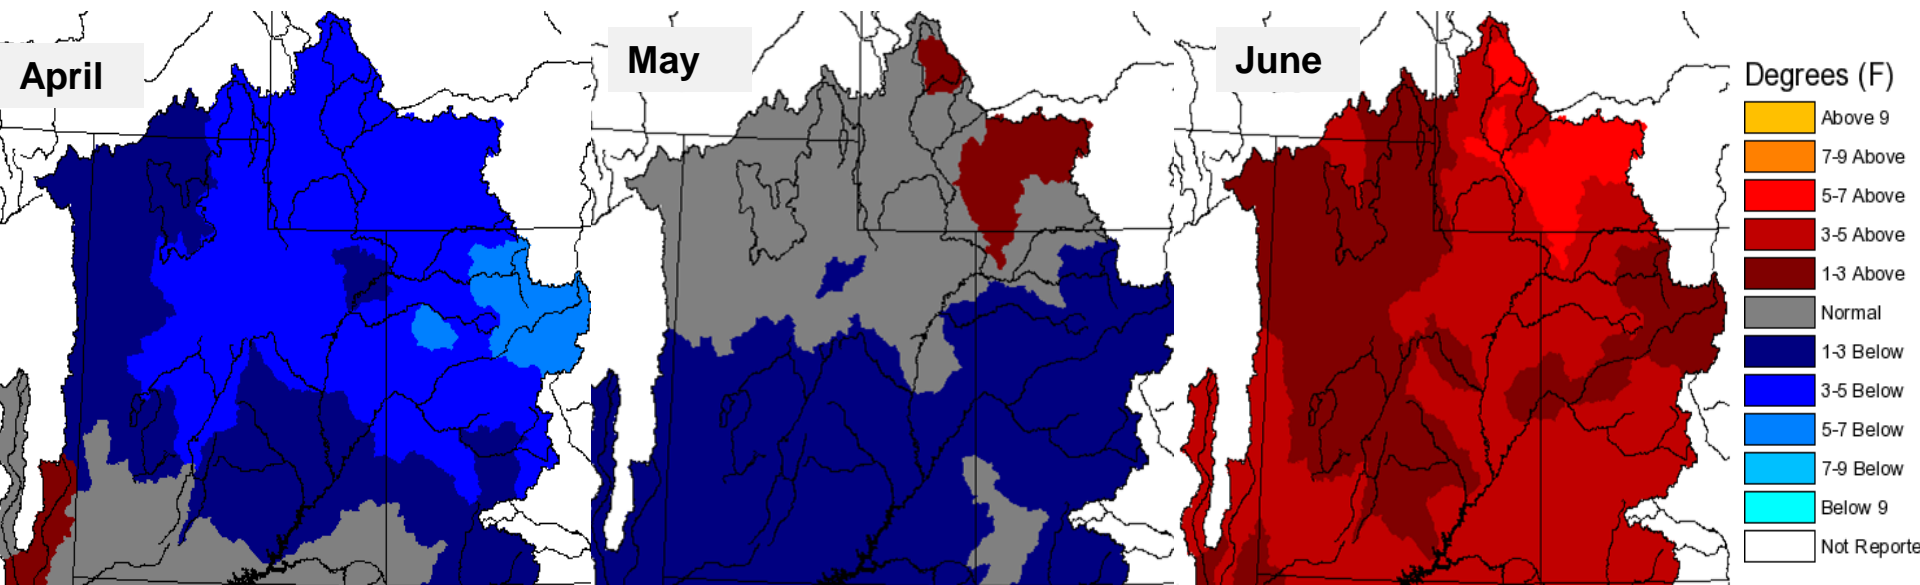 April
May
June
Degrees (F)
Above 9
7-9 Above
5-7 Above
3-5 Above
1-3 Above
Normal
1-3 Below
3-5 Below
5-7 Below
7-9 Below
Below 9
Not Reporte